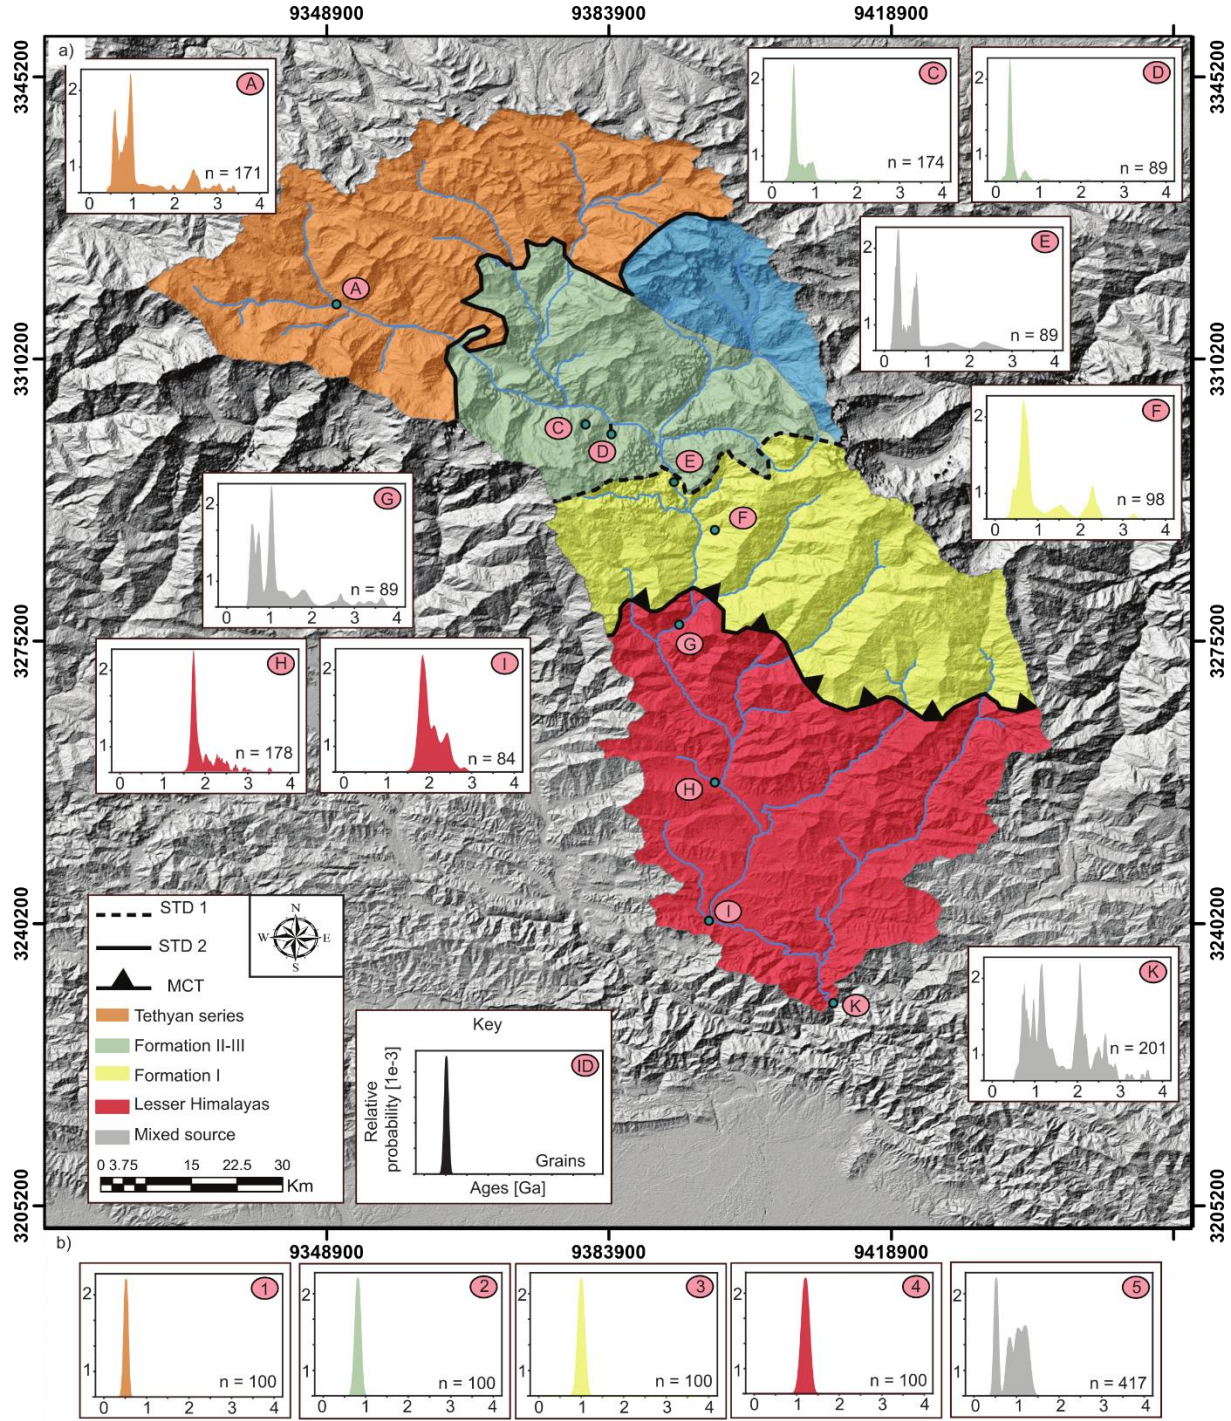 9348900 9383900 9418900
a)
3345200
3310200
3275200
3240200
3205200
3345200
3310200
3275200
3240200
3205200
A
2
1
n = 171
0 1 2 3 4
C
2
1
n = 174
0 1 2 3 4
D
2
1
n = 89
0 1 2 3 4
E
2
1
n = 89
0 1 2 3 4
F
2
1
n = 98
0 1 2 3 4
G
2
1
n = 89
0 1 2 3 4
H
2
1
n = 178
0 1 2 3 4
I
2
1
n = 84
0 1 2 3 4
K
2
1
n = 201
0 1 2 3 4
A
C
D
E
F
G
H
I
K
STD 1
STD 2
MCT
Tethyan series
Formation II-III
Formation I
Lesser Himalayas
Mixed source
0 3.75 15 22.5 30
Km
N
W E
S
Key
ID
Relative
probability [1e-3]
Grains
Ages [Ga]
9348900 9383900 9418900
b)
1
2
1
n = 100
0 1 2 3 4
2
2
1
n = 100
0 1 2 3 4
3
2
1
n = 100
0 1 2 3 4
4
2
1
n = 100
0 1 2 3 4
5
2
1
n = 417
0 1 2 3 4